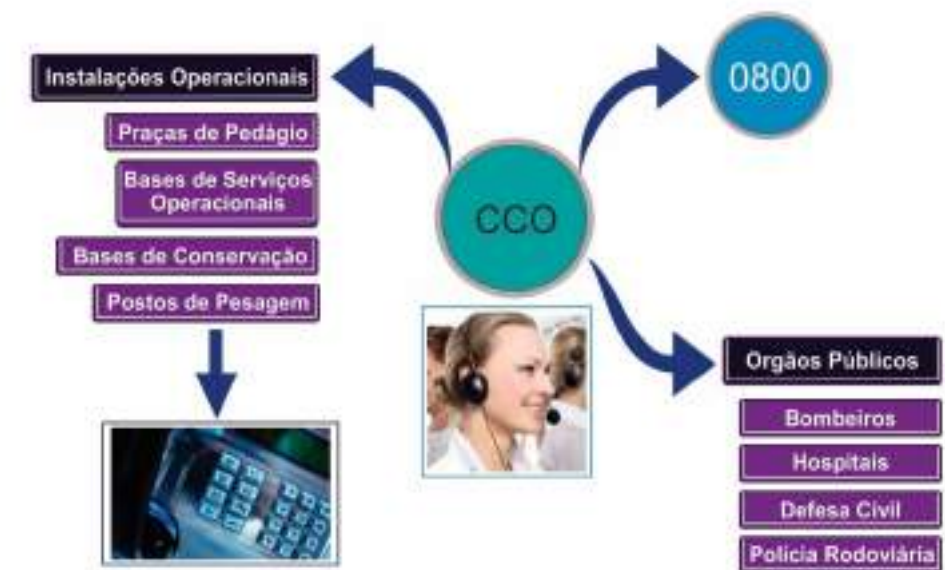 Instalações Operacionais
Praças de Pedágio
Bases de Serviços
Operacionais
Bases de Conservação
Postos de Pesagem
0800
CCO
Orgãos Públicos
Bombeiros
Hospitais
Defesa Civil
Polícia Rodoviária